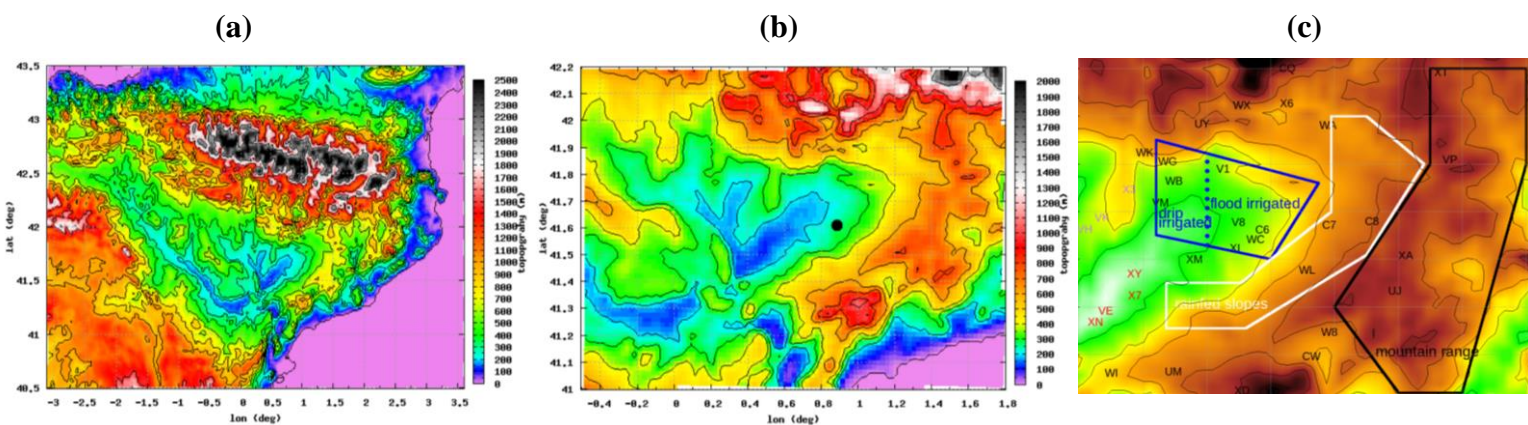 (a)
(b)
(c)
43.5
43
42.5
42
41.5
41
40.5
lat (deg)
-3 -2.5 -2 -1.5 -1 -0.5 0 0.5 1 1.5 2 2.5 3 3.5
lon (deg)
2500
2400
2300
2200
2100
2000
1900
1800
1700
1600
1500
1400
1300
1200
1100
1000
900
800
700
600
500
400
300
200
100
0
topography (m)
42.2
42.1
42
41.9
41.8
41.7
41.6
41.5
41.4
41.3
41.2
41.1
41
lat (deg)
-0.4 -0.2 0 0.2 0.4 0.6 0.8 1 1.2 1.4 1.6 1.8
lon (deg)
2000
1900
1800
1700
1600
1500
1400
1300
1200
1100
1000
900
800
700
600
500
400
300
200
100
0
topography (m)
CQ
XT
WX
X6
UY
WA
WK
WG
V1
VP
WB
VM
flood irrigated
drip
irrigated
V8
C6
WC
C7
C8
VH
XI
XM
XA
WL
XY
X7
UJ
rainfed slopes
VE
XN
W8
CW
mountain range
WI
UM
XO